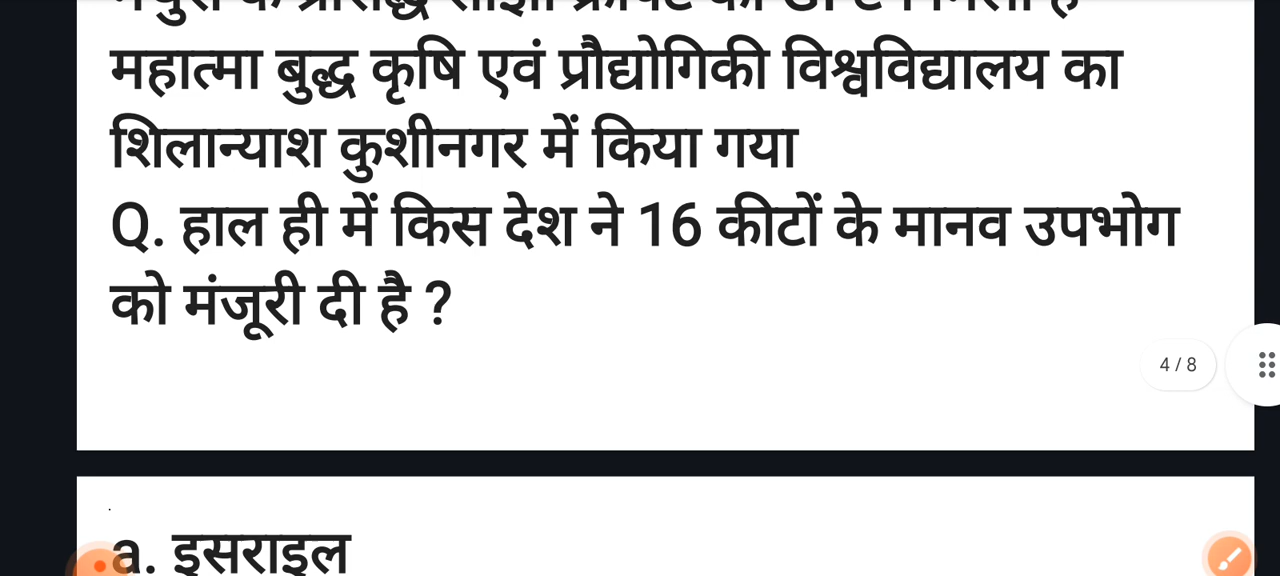 महात्मा बुद्ध कृषि एवं प्रौद्योगिकी विश्वविद्यालय का
शिलान्याश कुशीनगर में किया गया
Q. हाल ही में किस देश ने 16 कीटों के मानव उपभोग
को मंजूरी दी है ?
4 / 8
a. इसराइल